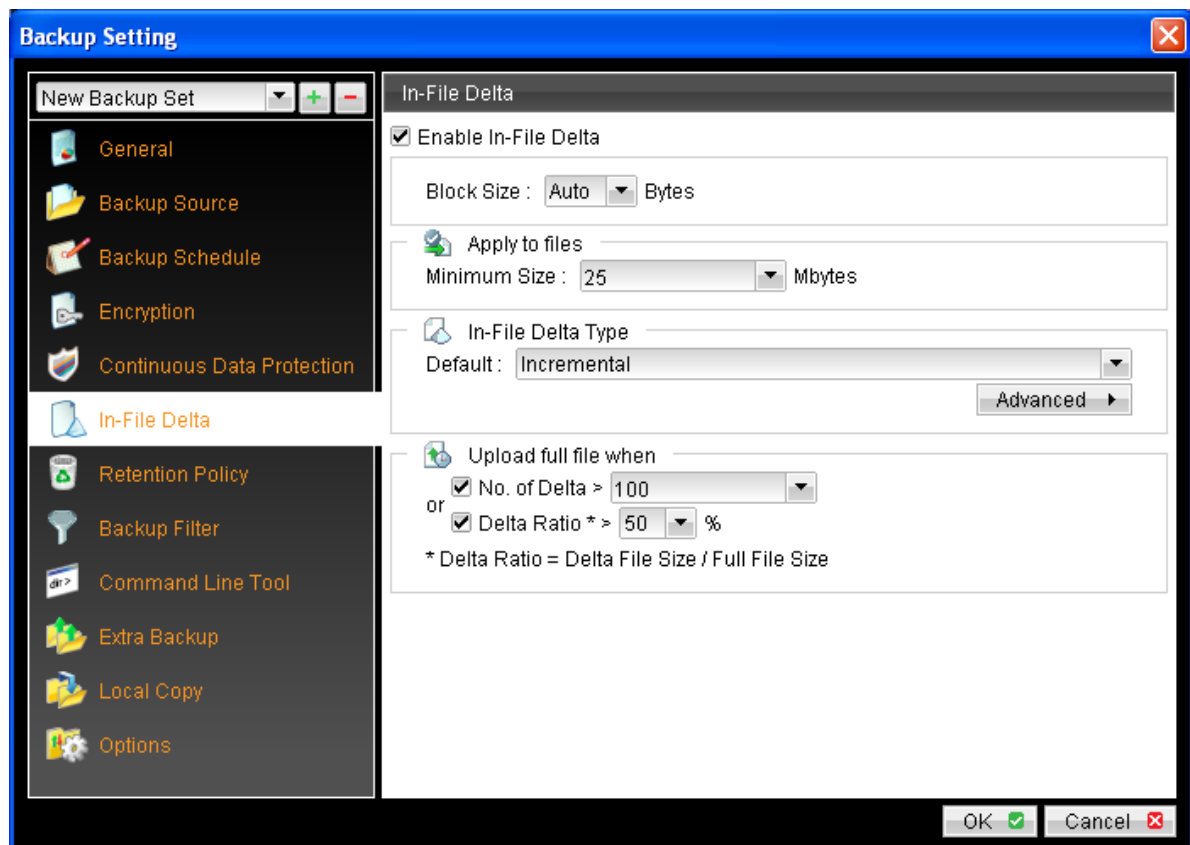 Backup Setting
New Backup Set
General
Backup Source
Backup Schedule
Encryption
Continuous Data Protection
In-File Delta
Retention Policy
Backup Filter
dir>
Command Line Tool
Extra Backup
Local Copy
Options
In-File Delta
Enable In-File Delta
Block Size : Auto Bytes
Apply to files
Minimum Size : 25 Mbytes
In-File Delta Type
Default : Incremental
Advanced
Upload full file when
No. of Delta > 100
or
Delta Ratio * > 50 %
* Delta Ratio = Delta File Size / Full File Size
OK Cancel